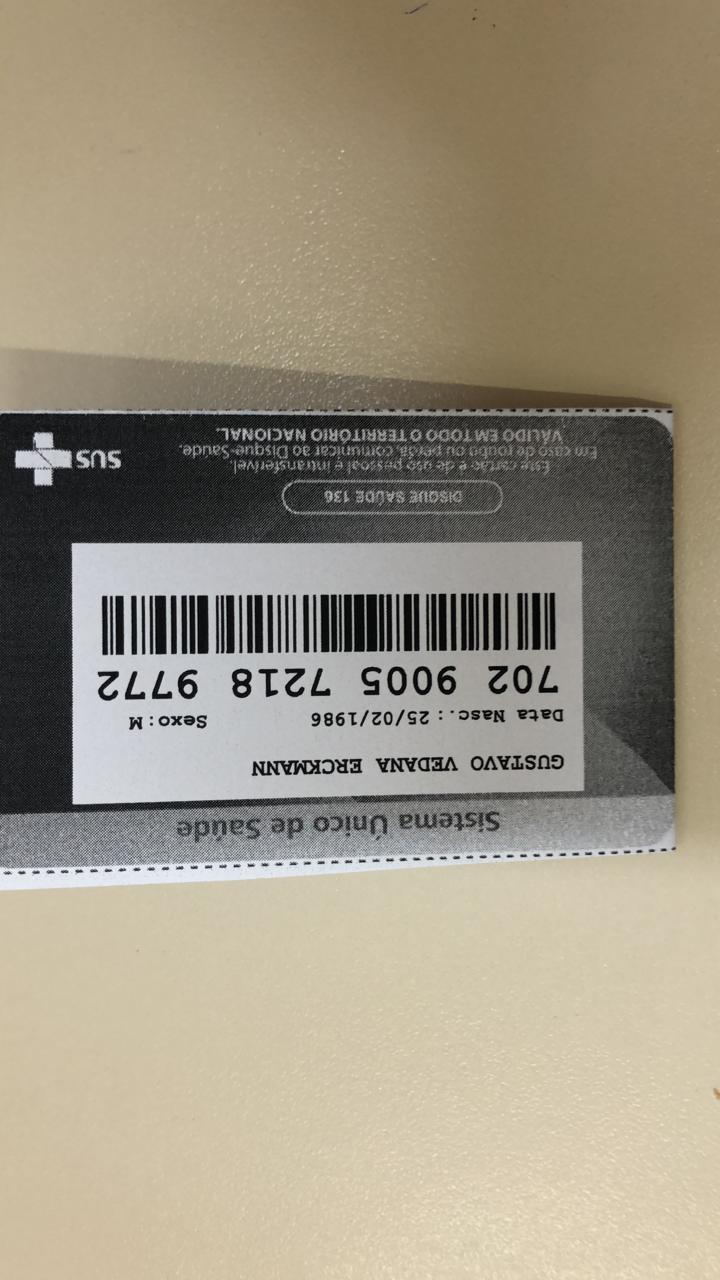 Sistema Único de Saúde
GUSTAVO VEDANA ERCKMANN
Data Nasc.: 25/02/1986 Sexo: M
702 9005 7218 9772
DISQUE SAÚDE 136
Este cartão é de uso pessoal e intransferível.
Em caso de roubo ou perda, comunicar ao Disque-Saúde.
VÁLIDO EM TODO O TERRITÓRIO NACIONAL.
SUS